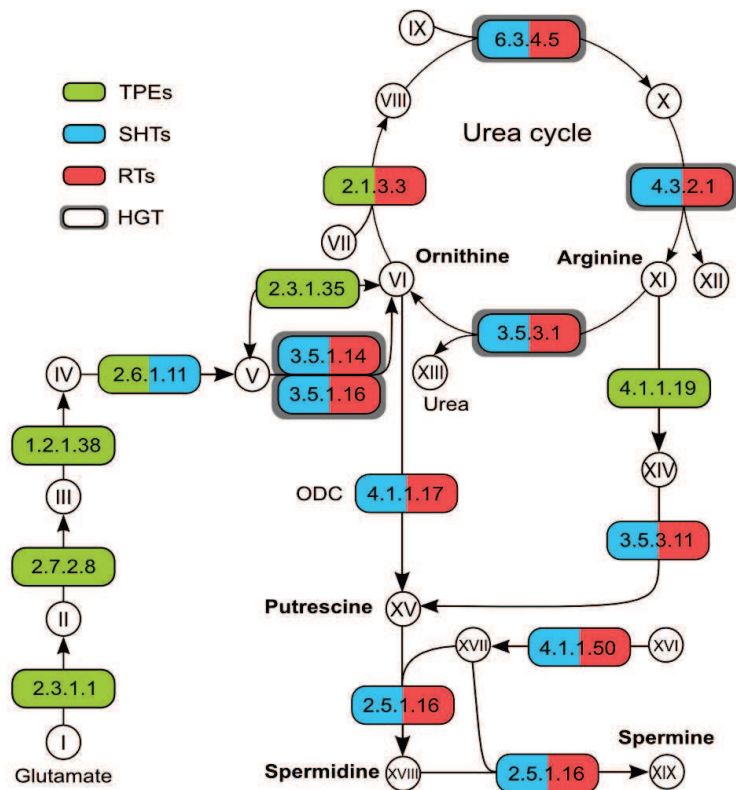 IX
6.3.4.5
TPEs
VIII
X
SHTs
Urea cycle
RTs
2.1.3.3
4.3.2.1
HGT
VII
Ornithine
Arginine
2.3.1.35
VI
XI
XII
3.5.3.1
3.5.1.14
IV
2.6.1.11
V
XIII
3.5.1.16
Urea
4.1.1.19
1.2.1.38
XIV
ODC
4.1.1.17
III
3.5.3.11
2.7.2.8
Putrescine
XV
II
XVII
4.1.1.50
XVI
2.3.1.1
2.5.1.16
Spermine
I
Spermidine
XVIII
2.5.1.16
XIX
Glutamate